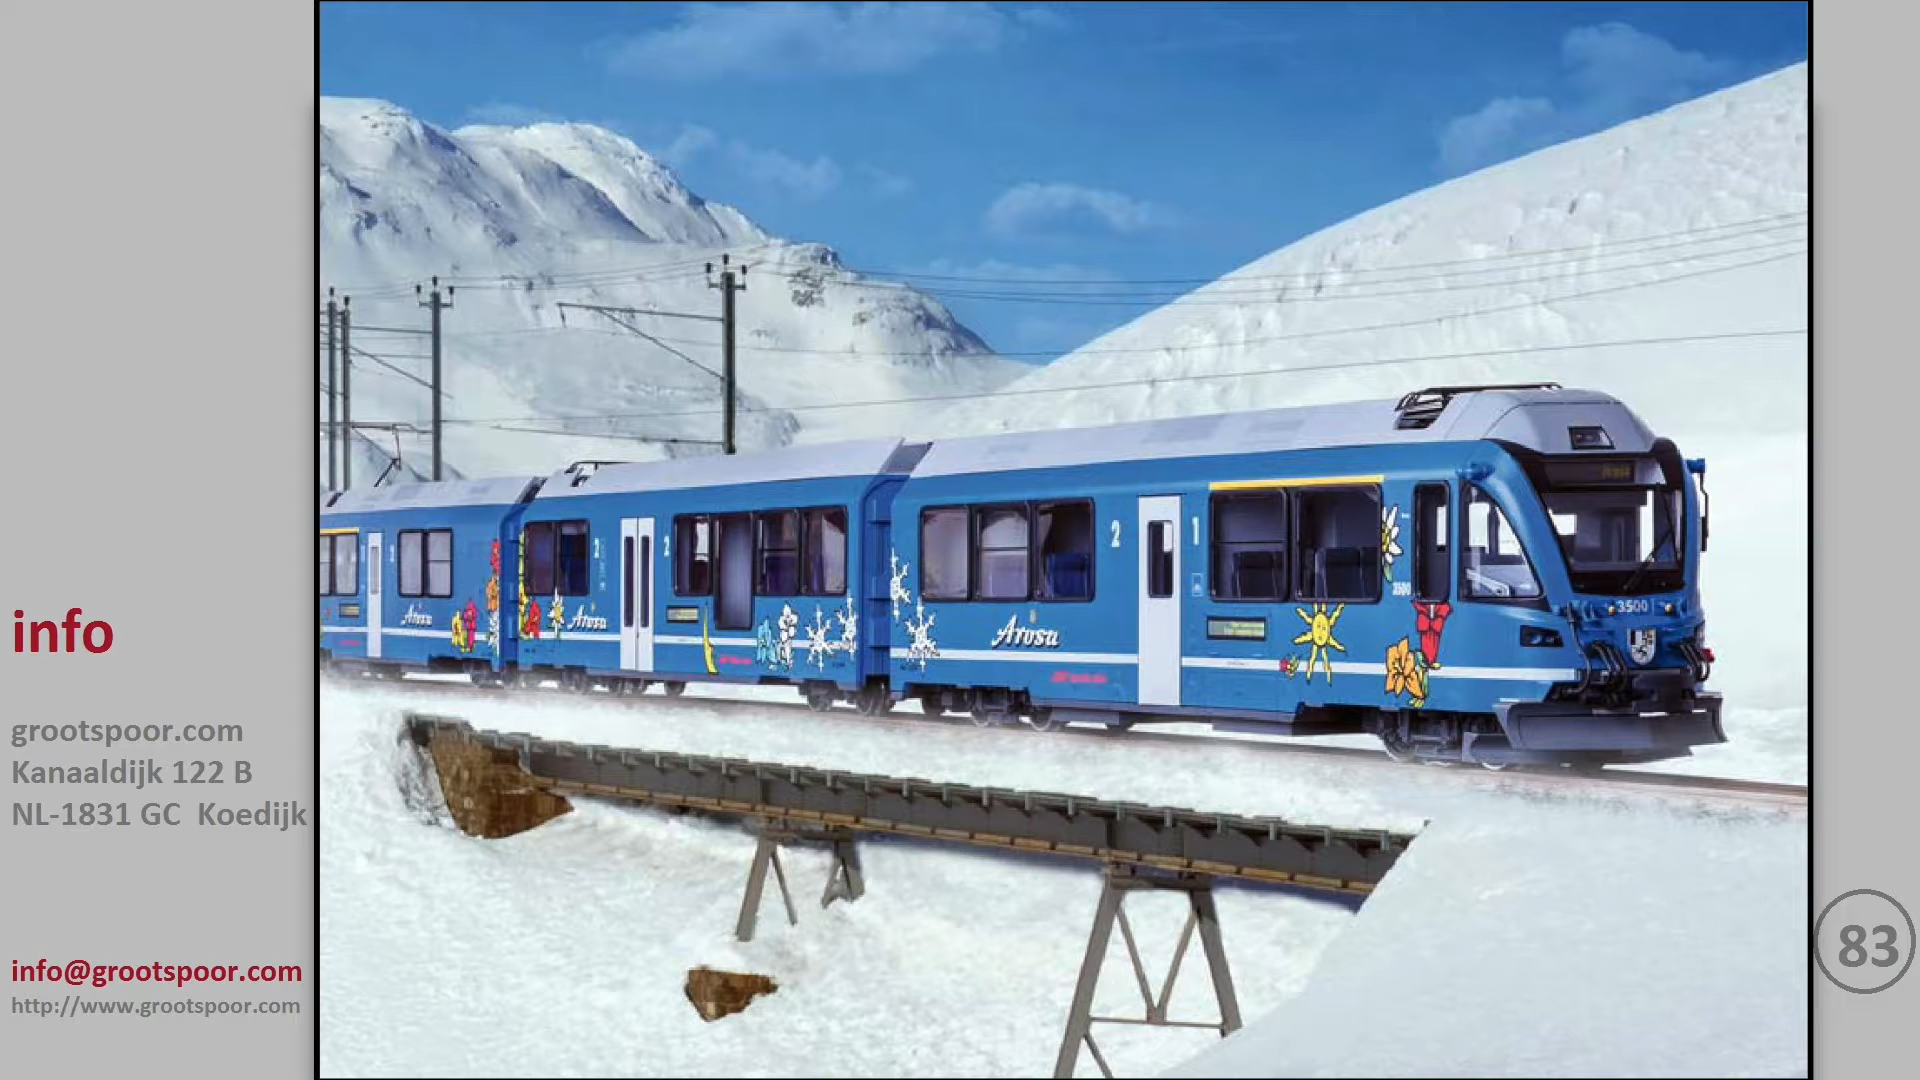 info
grootspoor.com
Kanaaldijk 122 B
NL-1831 GC Koedijk
info@grootspoor.com
http://www.grootspoor.com
83
Arosa
Arosa
Arosa
2
2
2
2
1
3500
3500